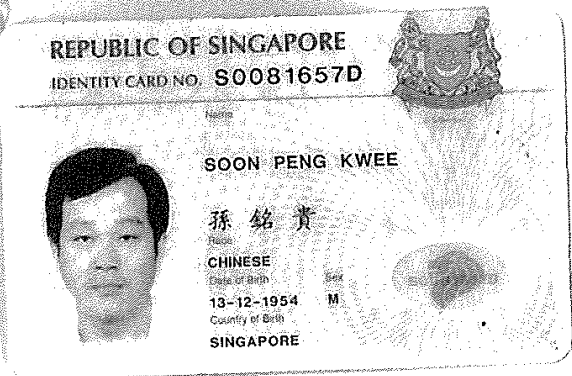 REPUBLIC OF SINGAPORE
IDENTITY CARD NO. S0081657D
Name
SOON PENG KWEE
孫 銘 貴
Race
CHINESE
Date of Birth Sex
13-12-1954 M
Country of Birth
SINGAPORE